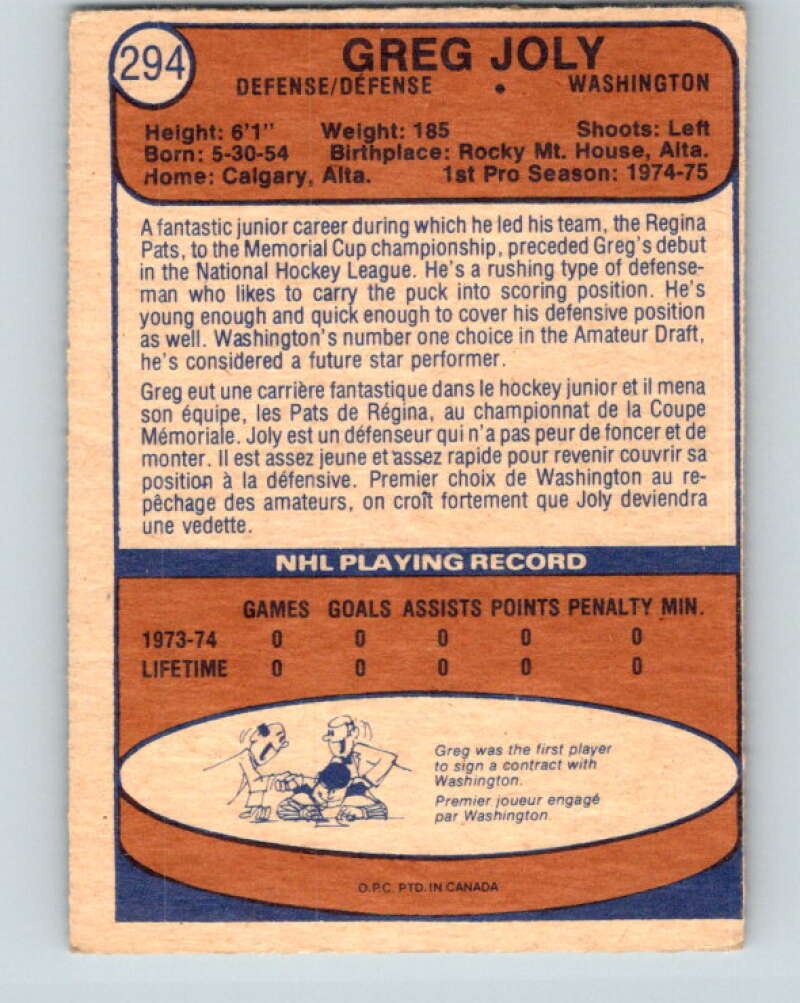 294
GREG JOLY
DEFENSE/DÉFENSE • WASHINGTON
Height: 6'1" Weight: 185 Shoots: Left
Born: 5-30-54 Birthplace: Rocky Mt. House, Alta.
Home: Calgary, Alta. 1st Pro Season: 1974-75
A fantastic junior career during which he led his team, the Regina
Pats, to the Memorial Cup championship, preceded Greg's debut
in the National Hockey League. He's a rushing type of defense-
man who likes to carry the puck into scoring position. He's
young enough and quick enough to cover his defensive position
as well. Washington's number one choice in the Amateur Draft,
he's considered a future star performer.
Greg eut une carrière fantastique dans le hockey junior et il mena
son équipe, les Pats de Régina, au championnat de la Coupe
Mémoriale. Joly est un défenseur qui n'a pas peur de foncer et de
monter. Il est assez jeune et assez rapide pour revenir couvrir sa
position à la défensive. Premier choix de Washington au re-
pêchage des amateurs, on croît fortement que Joly deviendra
une vedette.
NHL PLAYING RECORD
GAMES GOALS ASSISTS POINTS PENALTY MIN.
1973-74 0 0 0 0 0
LIFETIME 0 0 0 0 0
Greg was the first player
to sign a contract with
Washington.
Premier joueur engagé
par Washington.
O.P.C. PTD. IN CANADA